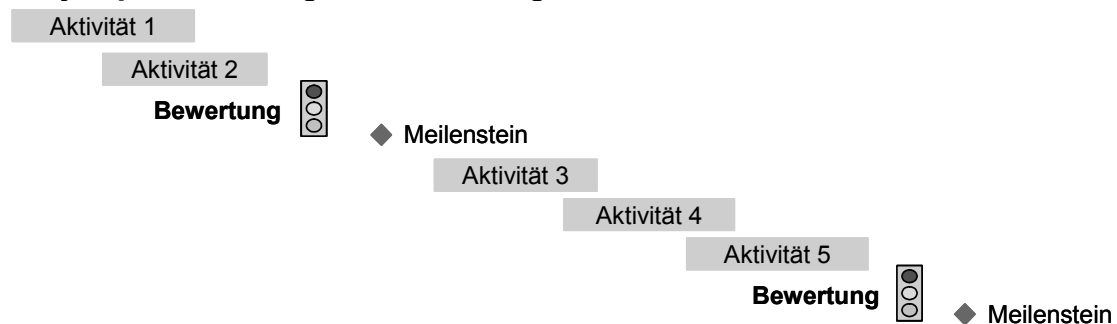 Aktivität 1
Aktivität 2
Bewertung
Meilenstein
Aktivität 3
Aktivität 4
Aktivität 5
Bewertung
Meilenstein